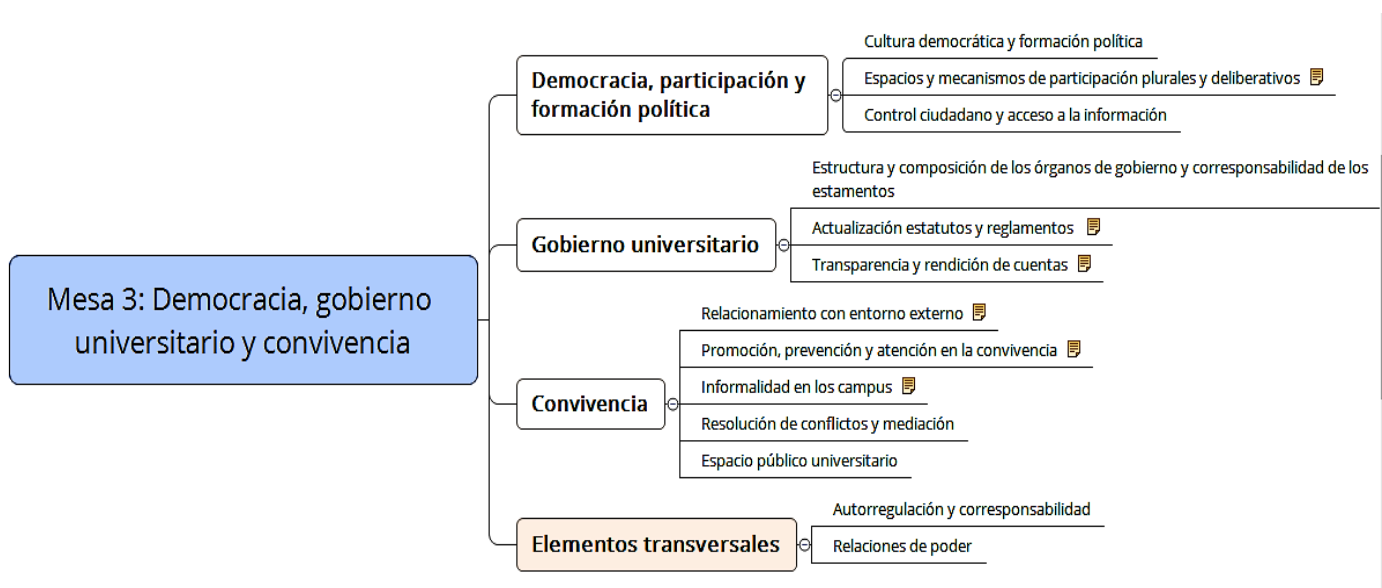 Mesa 3: Democracia, gobierno
universitario y convivencia
Democracia, participación y
formación política
Cultura democrática y formación política
Espacios y mecanismos de participación plurales y deliberativos
Control ciudadano y acceso a la información
Gobierno universitario
Estructura y composición de los órganos de gobierno y corresponsabilidad de los
estamentos
Actualización estatutos y reglamentos
Transparencia y rendición de cuentas
Convivencia
Relacionamiento con entorno externo
Promoción, prevención y atención en la convivencia
Informalidad en los campus
Resolución de conflictos y mediación
Espacio público universitario
Elementos transversales
Autorregulación y corresponsabilidad
Relaciones de poder